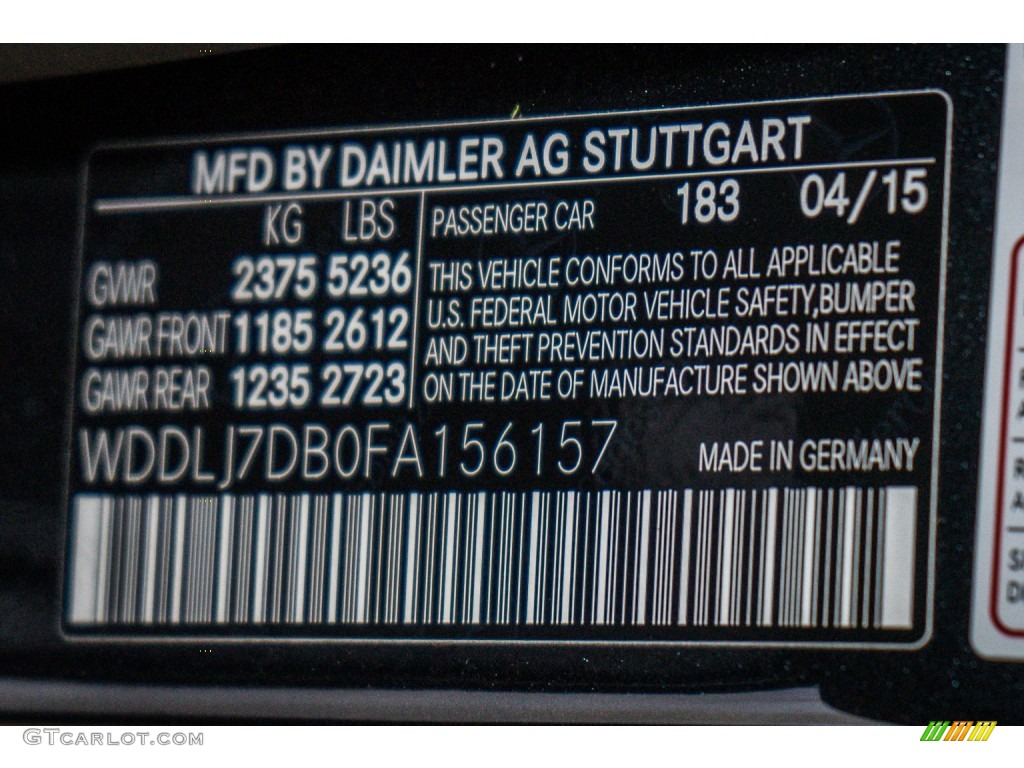 MFD BY DAIMLER AG STUTTGART
KG LBS
GVWR 2375 5236
GAWR FRONT 1185 2612
GAWR REAR 1235 2723
PASSENGER CAR 183 04/15
THIS VEHICLE CONFORMS TO ALL APPLICABLE
U.S. FEDERAL MOTOR VEHICLE SAFETY,BUMPER
AND THEFT PREVENTION STANDARDS IN EFFECT
ON THE DATE OF MANUFACTURE SHOWN ABOVE
WDDLJ7DB0FA156157
MADE IN GERMANY
GTCARLOT.COM